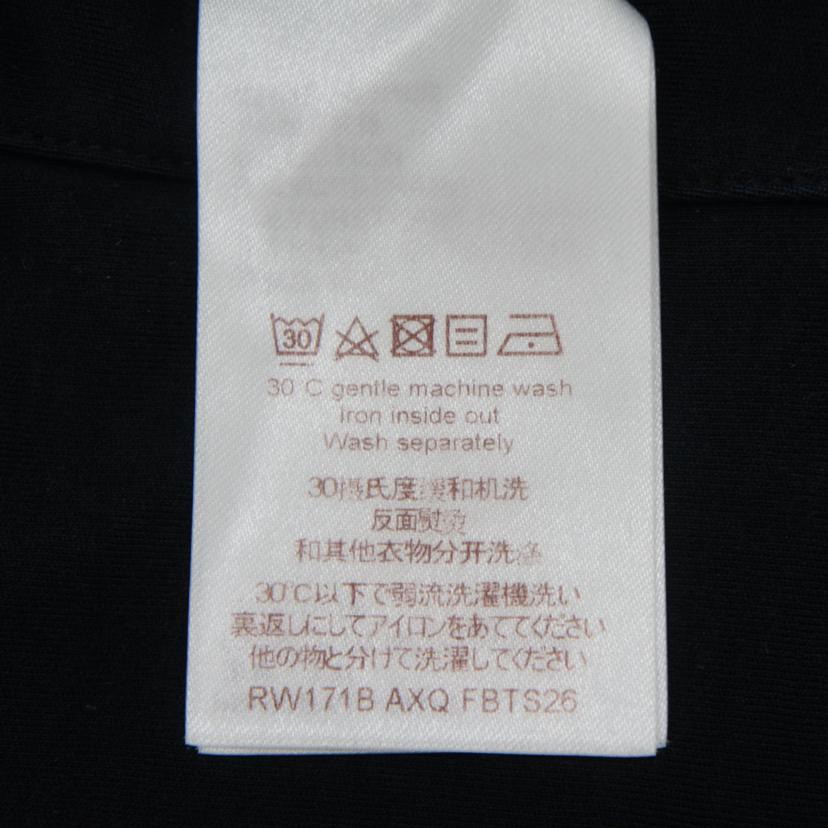 30
30°C gentle machine wash
Iron inside out
Wash separately
30摄氏度缓和机洗
反面熨烫
和其他衣物分开洗涤
30℃以下で弱流洗濯機洗い
裏返しにしてアイロンをあててください
他の物と分けて洗濯してください
RW171B AXQ FBTS26